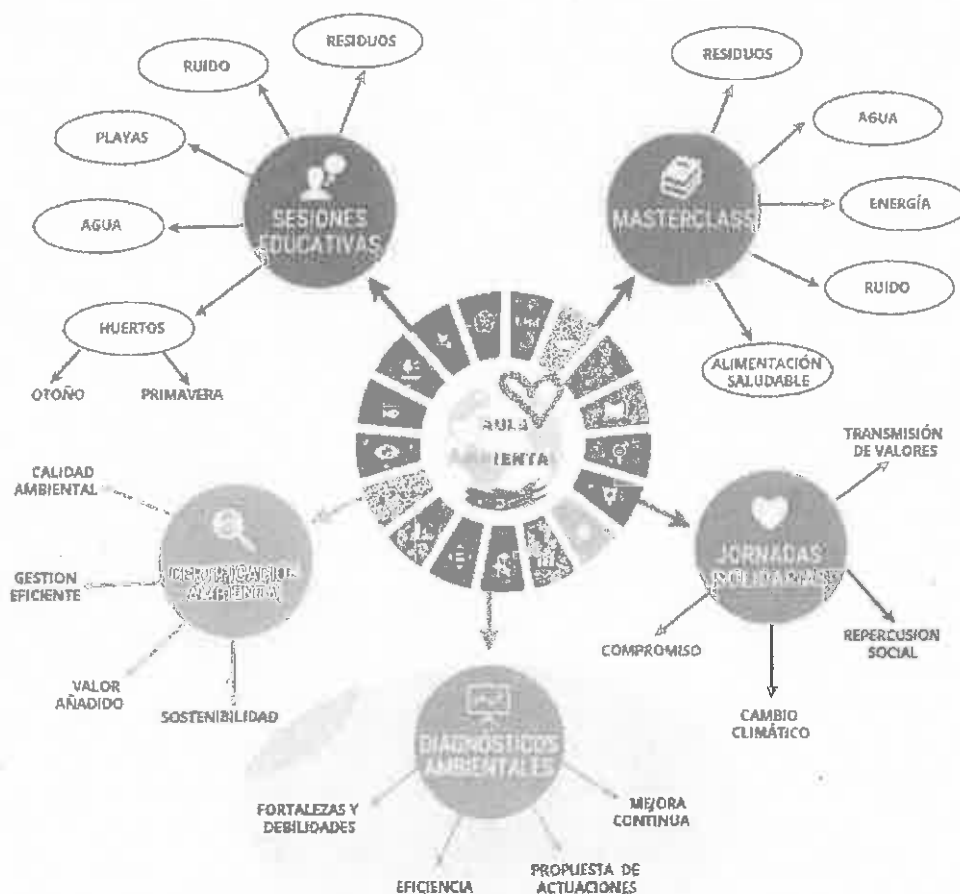 RESIDUOS
RUIDO
PLAYAS
AGUA
HUERTOS
OTOÑO
PRIMAVERA
SESIONES
EDUCATIVAS
RESIDUOS
AGUA
ENERGÍA
RUIDO
ALIMENTACIÓN
SALUDABLE
MASTERCLASS
AULA
CALIDAD
AMBIENTAL
GESTION
EFICIENTE
VALOR
AÑADIDO
SOSTENIBILIDAD
TRANSMISIÓN
DE VALORES
JORNADAS
COMPROMISO
CAMBIO
CLIMÁTICO
REPERCUSION
SOCIAL
DIAGNÓSTICOS
AMBIENTALES
FORTALEZAS Y
DEBILIDADES
EFICIENCIA
PROPUESTA DE
ACTUACIONES
MEJORA
CONTINUA